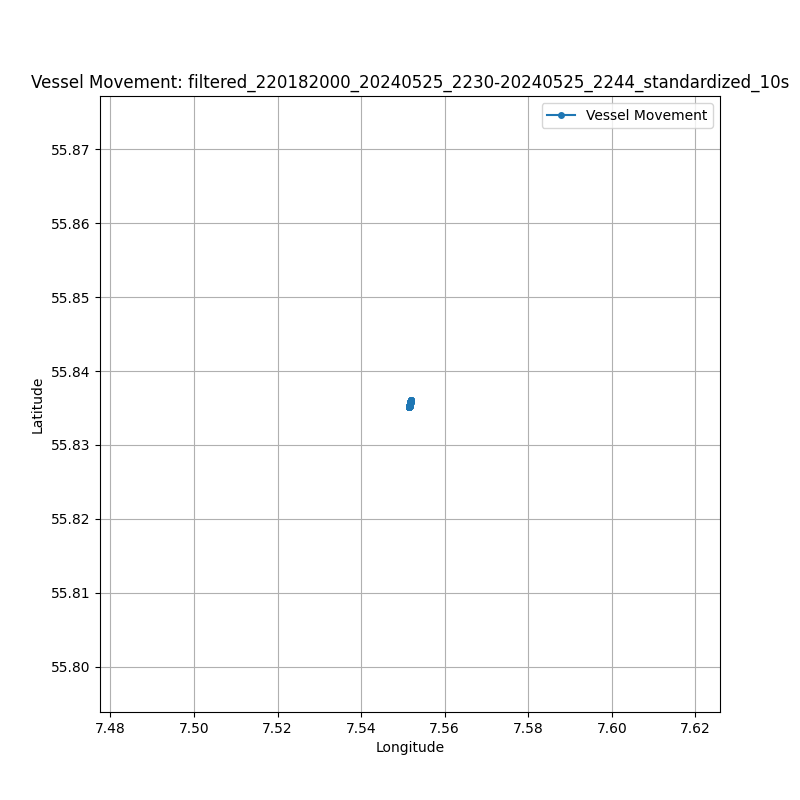 Vessel Movement: filtered_220182000_20240525_2230-20240525_2244_standardized_10s
Vessel Movement
55.87
55.86
55.85
55.84
55.83
55.82
55.81
55.80
Latitude
7.48 7.50 7.52 7.54 7.56 7.58 7.60 7.62
Longitude